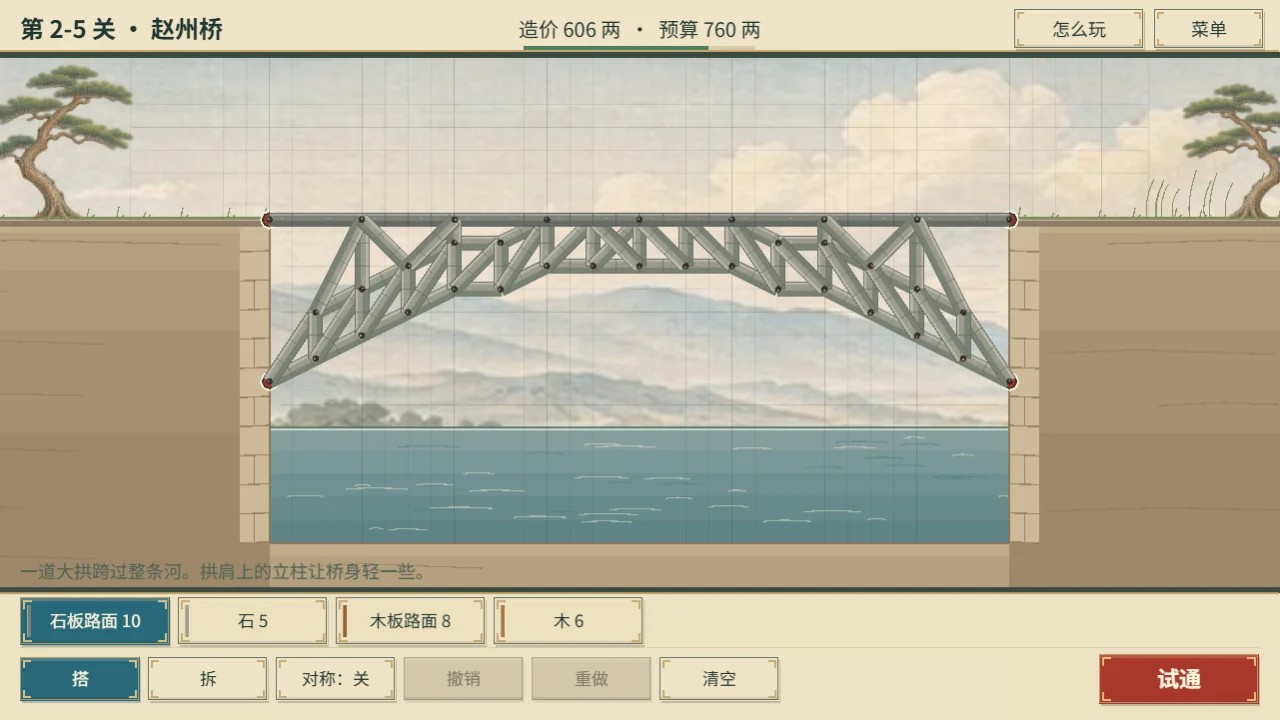 第 2-5 关 · 赵州桥
造价 606 两 · 预算 760 两
怎么玩
菜单
一道大拱跨过整条河。拱肩上的立柱让桥身轻一些。
石板路面 10
石 5
木板路面 8
木 6
搭
拆
对称：关
撤销
重做
清空
试通